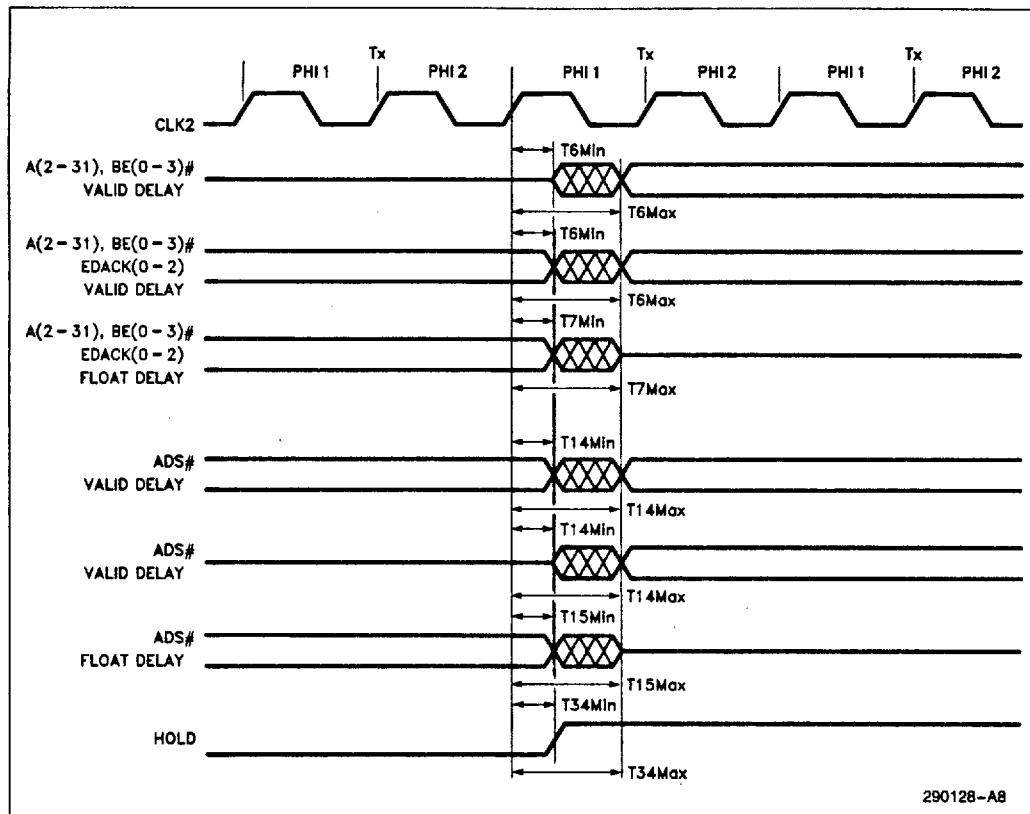 Tx Tx Tx
PHI 1 PHI 2 PHI 1 PHI 2 PHI 1 PHI 2
CLK2
T6Min
A(2-31), BE(0-3)#
VALID DELAY
T6Max
T6Min
A(2-31), BE(0-3)#
EDACK(0-2)
VALID DELAY
T6Max
T7Min
A(2-31), BE(0-3)#
EDACK(0-2)
FLOAT DELAY
T7Max
T14Min
ADS#
VALID DELAY
T14Max
T14Min
ADS#
VALID DELAY
T14Max
T15Min
ADS#
FLOAT DELAY
T15Max
T34Min
HOLD
T34Max
290128-A8